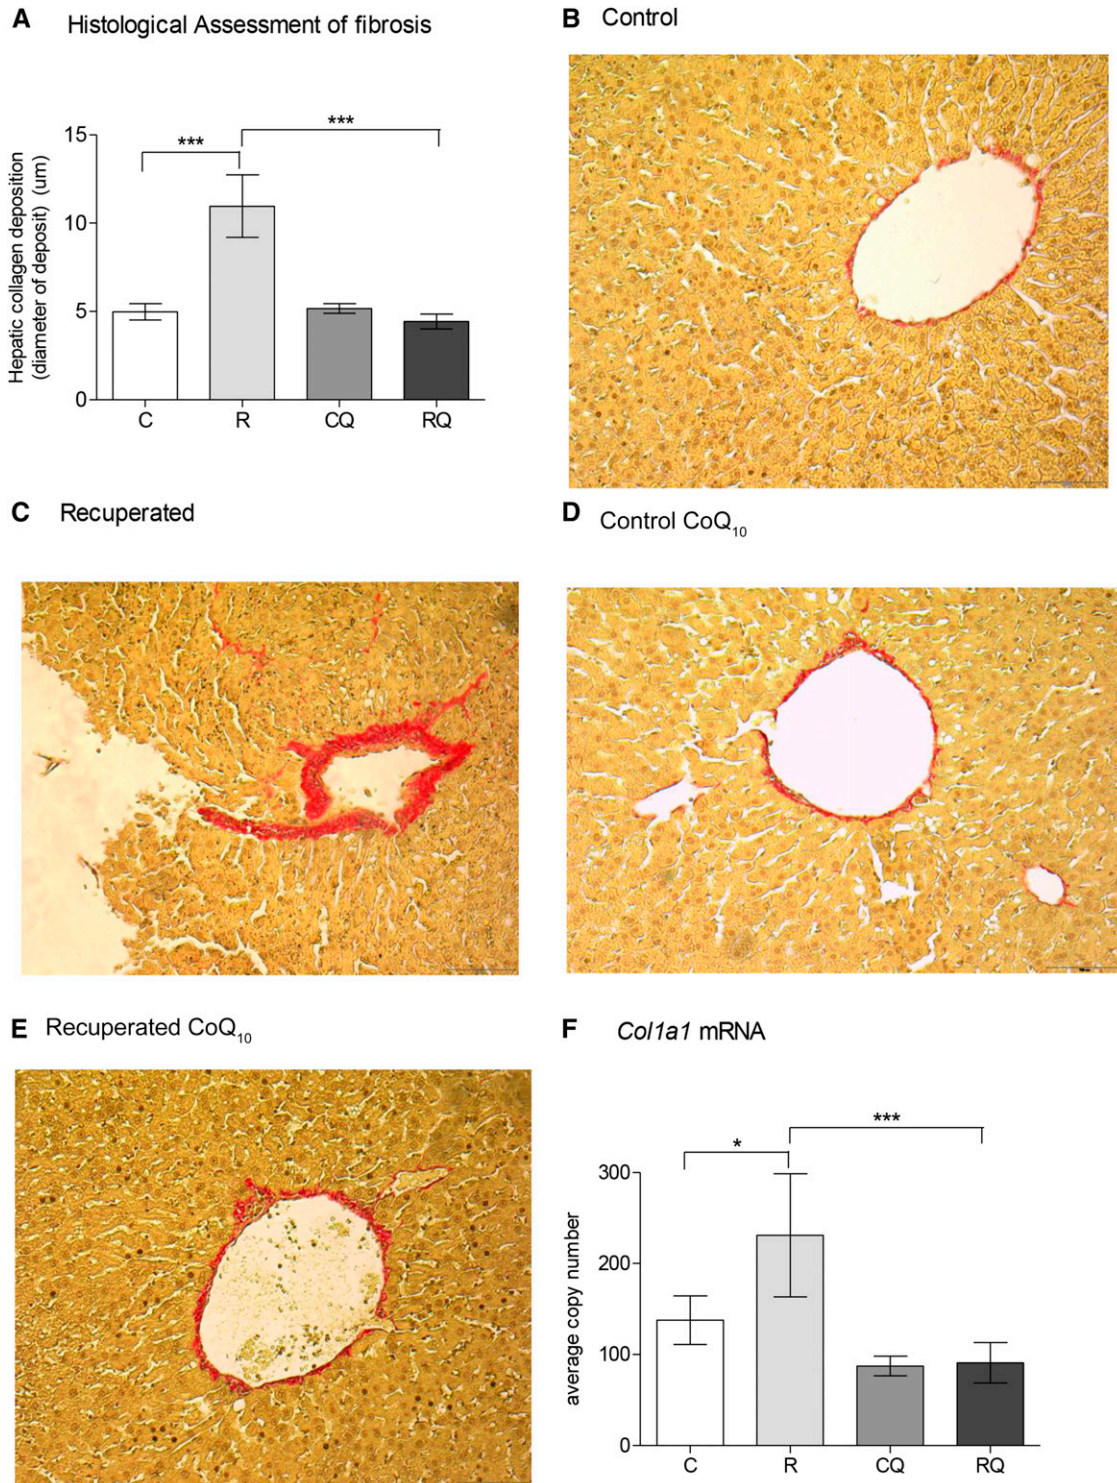 A Histological Assessment of fibrosis
Hepatic collagen deposition
(diameter of deposit) (um)
15
10
5
0
***
***
C R CQ RQ
B Control
C Recuperated
D Control CoQ10
E Recuperated CoQ10
F Col1a1 mRNA
average copy number
300
200
100
0
*
***
C R CQ RQ